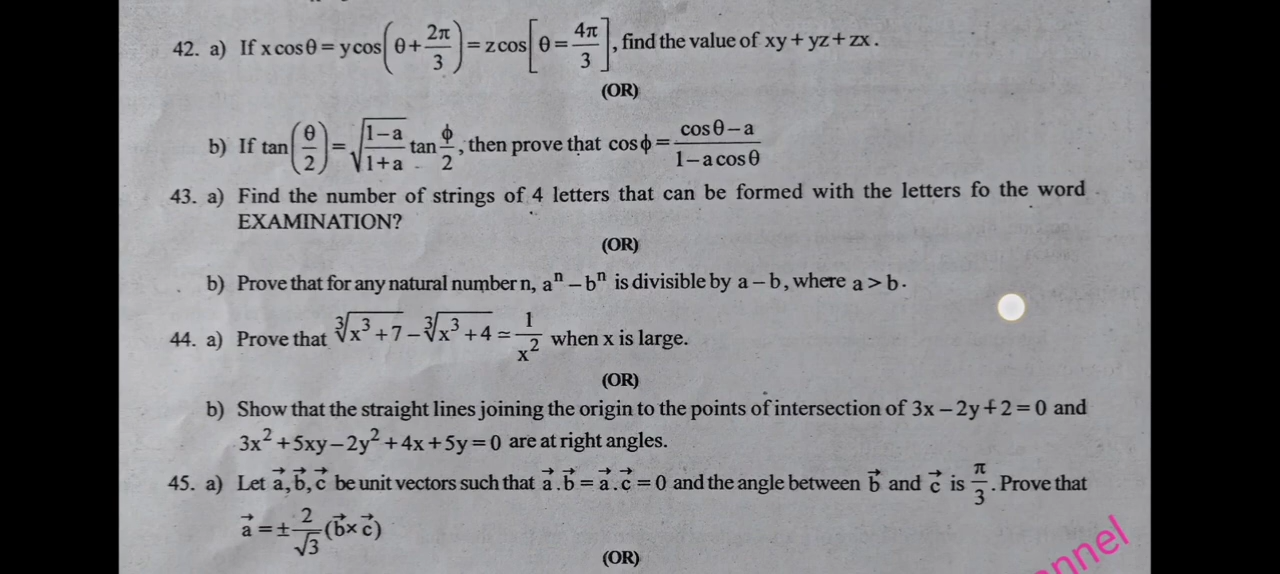 42. a) If x cosθ = y cos(θ + 2π/3) = z cos[θ = 4π/3], find the value of xy + yz + zx.
(OR)
b) If tan(θ/2) = √((1−a)/(1+a)) tan φ/2, then prove that cosφ = (cosθ − a)/(1 − a cosθ)
43. a) Find the number of strings of 4 letters that can be formed with the letters fo the word
EXAMINATION?
(OR)
b) Prove that for any natural number n, aⁿ – bⁿ is divisible by a – b, where a > b.
44. a) Prove that ∛(x³ + 7) – ∛(x³ + 4) ≃ 1/x² when x is large.
(OR)
b) Show that the straight lines joining the origin to the points of intersection of 3x – 2y + 2 = 0 and
3x² + 5xy – 2y² + 4x + 5y = 0 are at right angles.
45. a) Let a⃗, b⃗, c⃗ be unit vectors such that a⃗ . b⃗ = a⃗ . c⃗ = 0 and the angle between b⃗ and c⃗ is π/3. Prove that
a⃗ = ± 2/√3 (b⃗ × c⃗)
(OR)
nnel